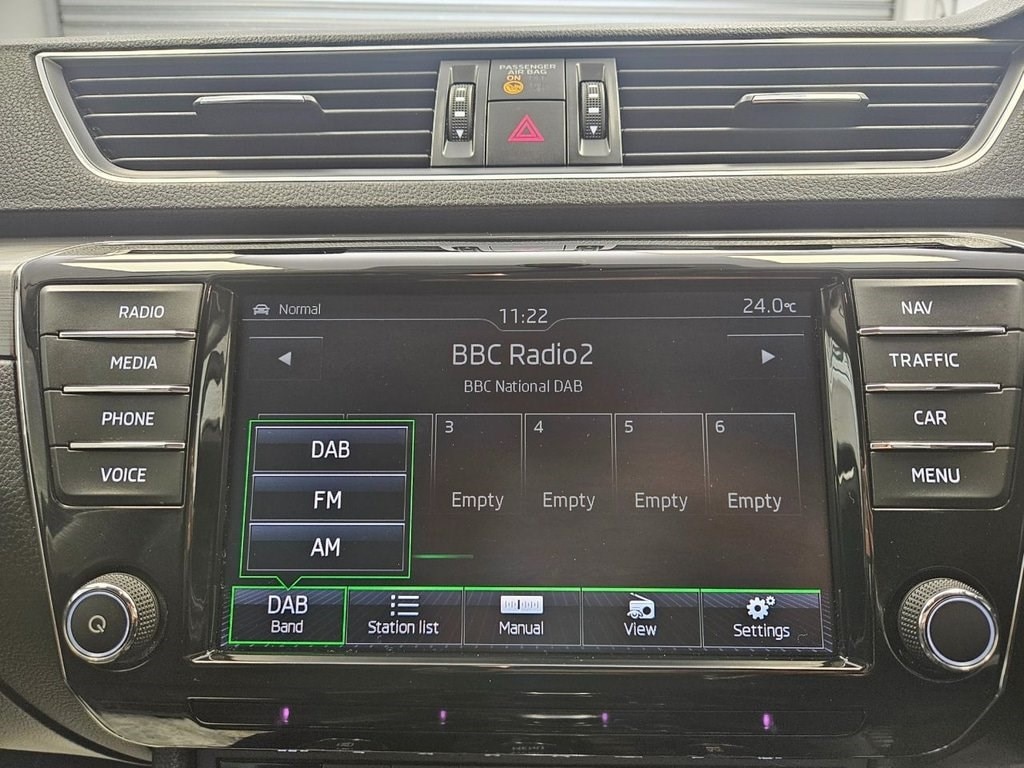 PASSENGER
AIR BAG
ON
RADIO
MEDIA
PHONE
VOICE
Normal
11:22
24.0°C
BBC Radio2
BBC National DAB
3
4
5
6
Empty
Empty
Empty
Empty
DAB
FM
AM
DAB
Band
Station list
Manual
View
Settings
NAV
TRAFFIC
CAR
MENU